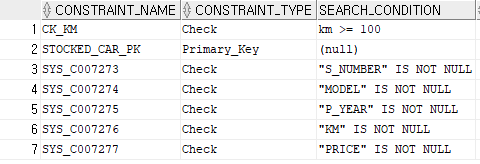 CONSTRAINT_NAME CONSTRAINT_TYPE SEARCH_CONDITION
1 CK_KM Check km >= 100
2 STOCKED_CAR_PK Primary_Key (null)
3 SYS_C007273 Check "S_NUMBER" IS NOT NULL
4 SYS_C007274 Check "MODEL" IS NOT NULL
5 SYS_C007275 Check "P_YEAR" IS NOT NULL
6 SYS_C007276 Check "KM" IS NOT NULL
7 SYS_C007277 Check "PRICE" IS NOT NULL